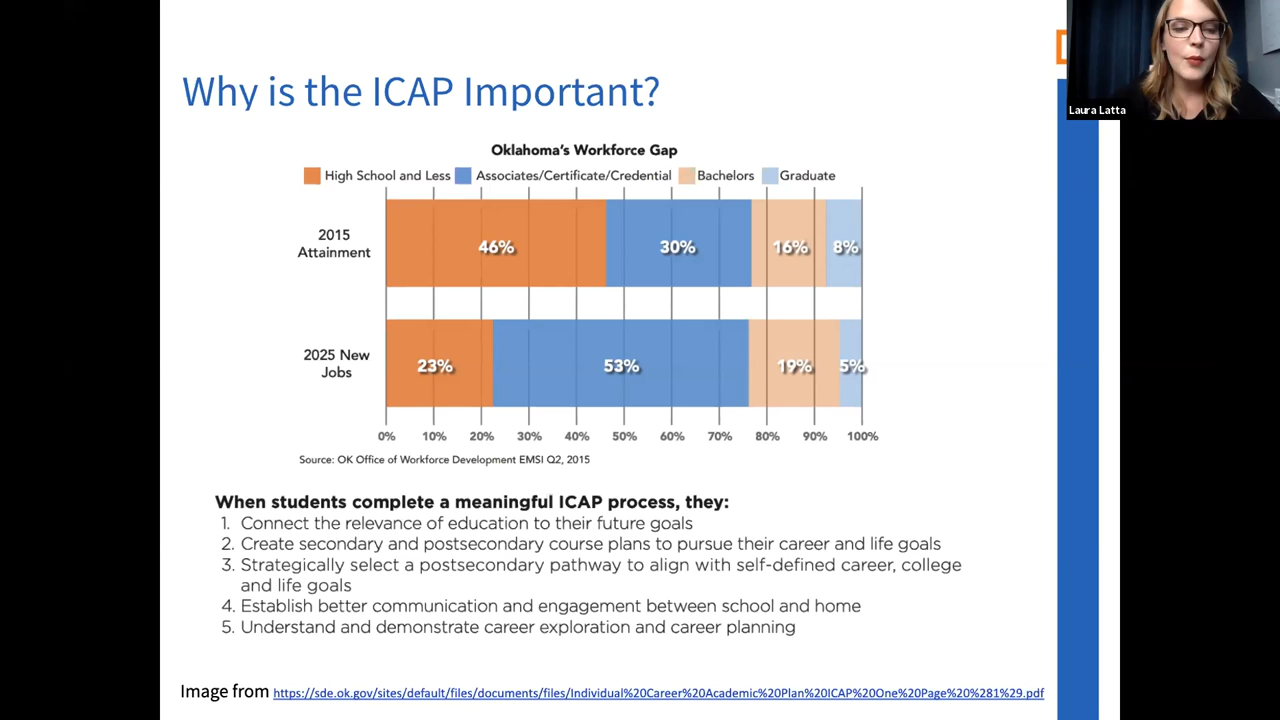 Why is the ICAP Important?
Laura Latta
Oklahoma's Workforce Gap
High School and Less Associates/Certificate/Credential Bachelors Graduate
2015
Attainment
46% 30% 16% 8%
2025 New
Jobs
23% 53% 19% 5%
0% 10% 20% 30% 40% 50% 60% 70% 80% 90% 100%
Source: OK Office of Workforce Development EMSI Q2, 2015
When students complete a meaningful ICAP process, they:
1. Connect the relevance of education to their future goals
2. Create secondary and postsecondary course plans to pursue their career and life goals
3. Strategically select a postsecondary pathway to align with self-defined career, college
and life goals
4. Establish better communication and engagement between school and home
5. Understand and demonstrate career exploration and career planning
Image from https://sde.ok.gov/sites/default/files/documents/files/Individual%20Career%20Academic%20Plan%20ICAP%20One%20Page%20%281%29.pdf